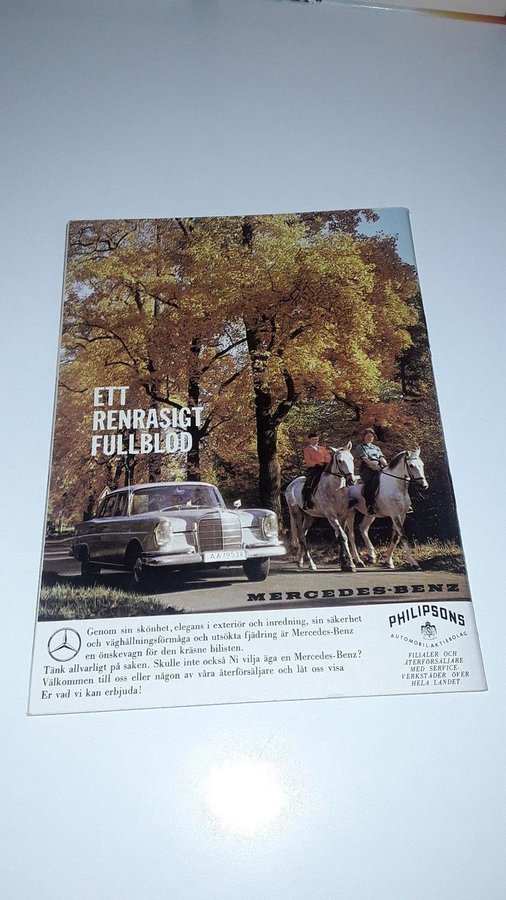 ETT
RENRASIGT
FULLBLOD
AA7953X
MERCEDES-BENZ
Genom sin skönhet, elegans i exteriör och inredning, sin säkerhet
och väghållningsförmåga och utsökta fjädring är Mercedes-Benz
en önskevagn för den kräsne bilisten.
Tänk allvarligt på saken. Skulle inte också Ni vilja äga en Mercedes-Benz?
Välkommen till oss eller någon av våra återförsäljare och låt oss visa
Er vad vi kan erbjuda!
PHILIPSONS
AUTOMOBIL AKTIEBOLAG
FILIALER OCH
ÅTERFÖRSÄLJARE
MED SERVICE-
VERKSTÄDER ÖVER
HELA LANDET.